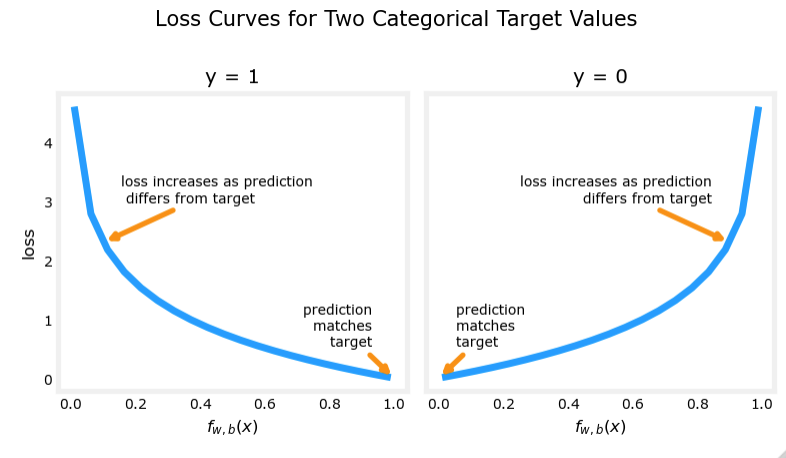 Loss Curves for Two Categorical Target Values
y = 1
loss
4
3
2
1
0
loss increases as prediction
differs from target
prediction
matches
target
0.0 0.2 0.4 0.6 0.8 1.0
f_{w,b}(x)
y = 0
loss increases as prediction
differs from target
prediction
matches
target
0.0 0.2 0.4 0.6 0.8 1.0
f_{w,b}(x)